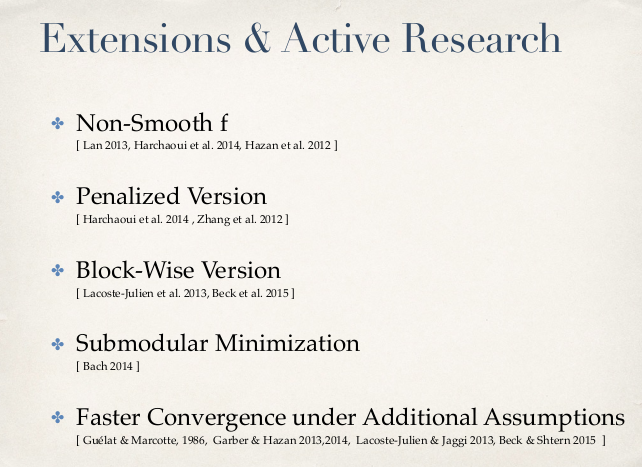 Extensions & Active Research
Non-Smooth f
[ Lan 2013, Harchaoui et al. 2014, Hazan et al. 2012 ]
Penalized Version
[ Harchaoui et al. 2014 , Zhang et al. 2012 ]
Block-Wise Version
[ Lacoste-Julien et al. 2013, Beck et al. 2015 ]
Submodular Minimization
[ Bach 2014 ]
Faster Convergence under Additional Assumptions
[ Guélat & Marcotte, 1986, Garber & Hazan 2013,2014, Lacoste-Julien & Jaggi 2013, Beck & Shtern 2015 ]